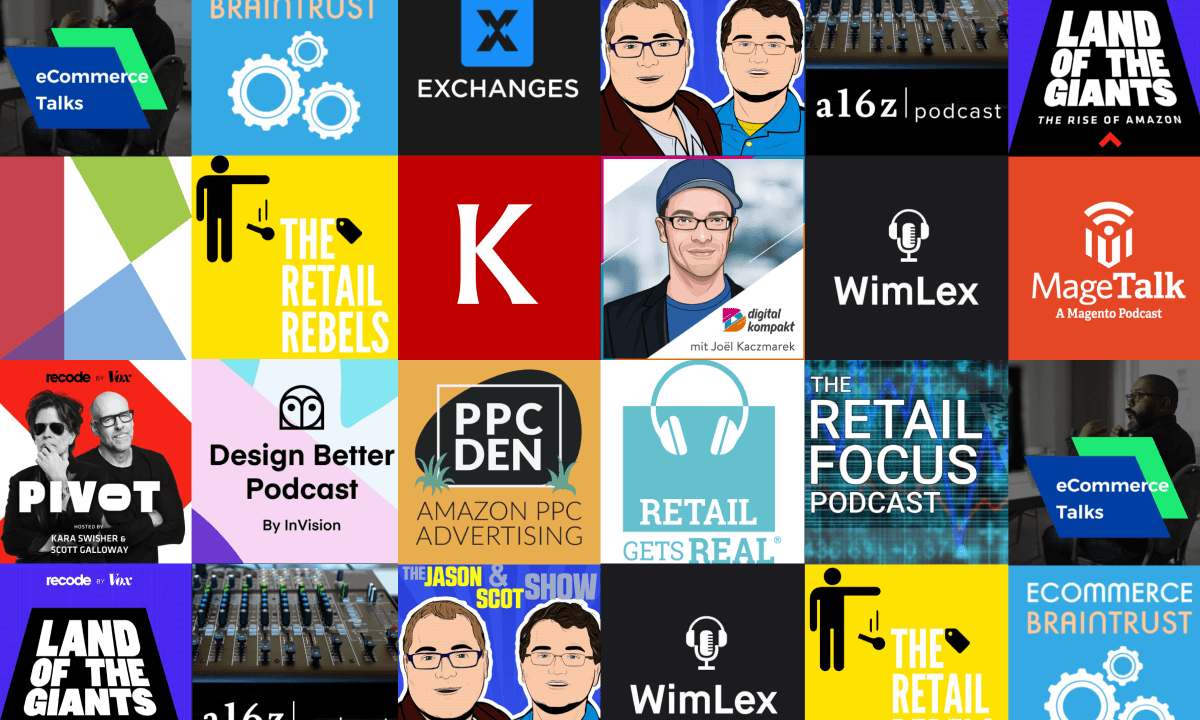 eCommerce
Talks
BRAINTRUST
X
EXCHANGES
a16z podcast
LAND
OF THE
GIANTS
THE RISE OF AMAZON
THE
RETAIL
REBELS
K
digital
kompakt
mit Joël Kaczmarek
WimLex
MageTalk
A Magento Podcast
recode BY Vox
PIVOT
HOSTED BY
KARA SWISHER &
SCOTT GALLOWAY
Design Better
Podcast
By InVision
PPC
DEN
AMAZON PPC
ADVERTISING
RETAIL
GETS REAL®
THE
RETAIL
FOCUS
PODCAST
eCommerce
Talks
recode BY Vox
LAND
OF THE
GIANTS
a16z
THE JASON &
SCOT SHOW
WimLex
THE
RETAIL
REBELS
ECOMMERCE
BRAINTRUST